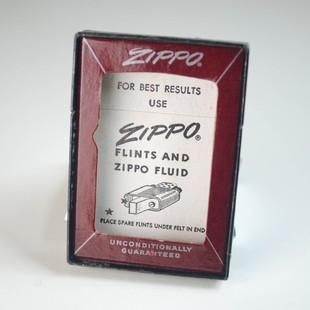 ZIPPO
FOR BEST RESULTS
USE
ZIPPO®
FLINTS AND
ZIPPO FLUID
PLACE SPARE FLINTS UNDER FELT IN END
UNCONDITIONALLY
GUARANTEED